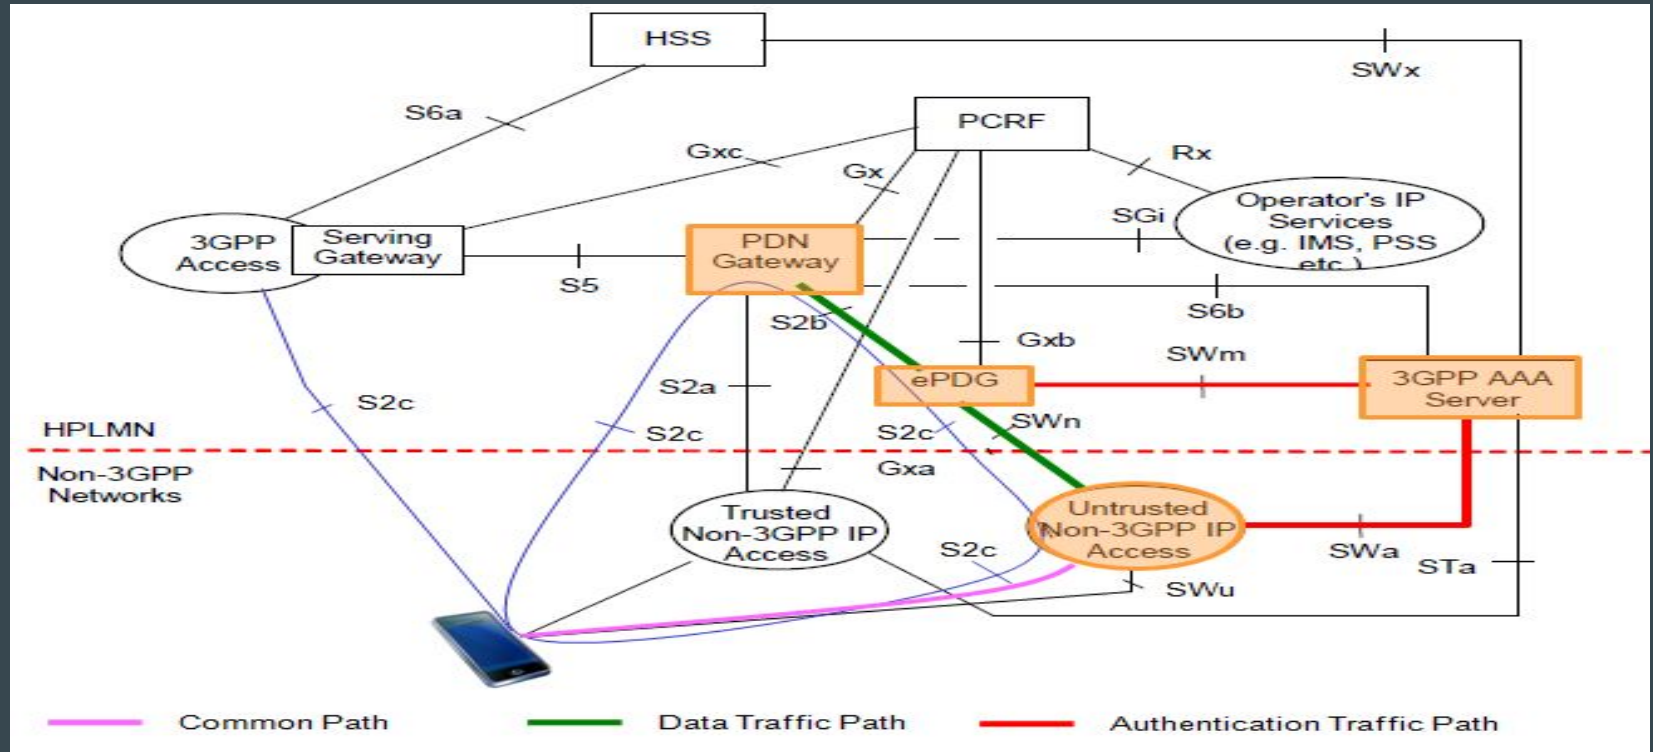 HSS
SWx
S6a
PCRF
Gxc
Rx
Gx
Operator's IP
Services
(e.g. IMS, PSS
etc.)
SGi
3GPP
Access
Serving
Gateway
PDN
Gateway
S5
S6b
S2b
Gxb
SWm
ePDG
3GPP AAA
Server
S2a
S2c
HPLMN
S2c
S2c
SWn
Non-3GPP
Networks
Gxa
Trusted
Non-3GPP IP
Access
Untrusted
Non-3GPP IP
Access
S2c
SWa
STa
SWu
Common Path
Data Traffic Path
Authentication Traffic Path